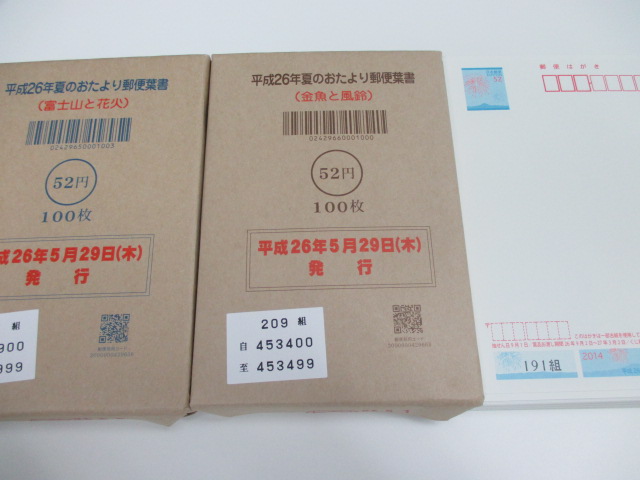 平成26年夏のおたより郵便葉書
(富士山と花火)
02429650001003
52円
100枚
成26年5月29日(木)
発 行
組
900
999
平成26年夏のおたより郵便葉書
(金魚と風鈴)
02429660001000
52円
100枚
平成26年5月29日(木)
発 行
209 組
自 453400
至 453499
郵便はがき
52
191組
2014